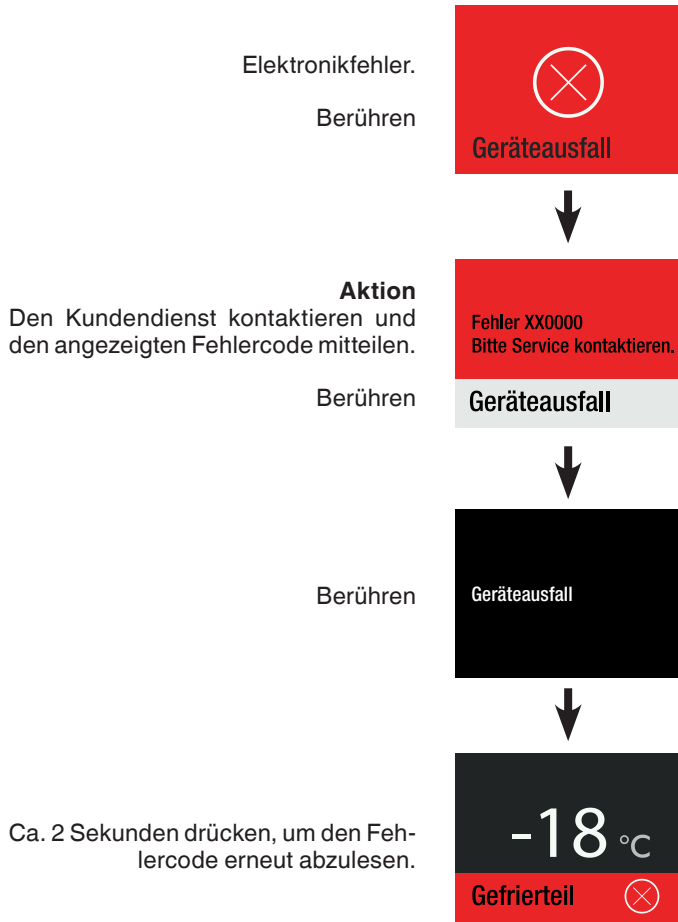 Elektronikfehler.
Berühren
Geräteausfall
Aktion
Den Kundendienst kontaktieren und
den angezeigten Fehlercode mitteilen.
Fehler XX0000
Bitte Service kontaktieren.
Berühren
Geräteausfall
Berühren
Geräteausfall
Ca. 2 Sekunden drücken, um den Feh-
lercode erneut abzulesen.
-18 °C
Gefrierteil